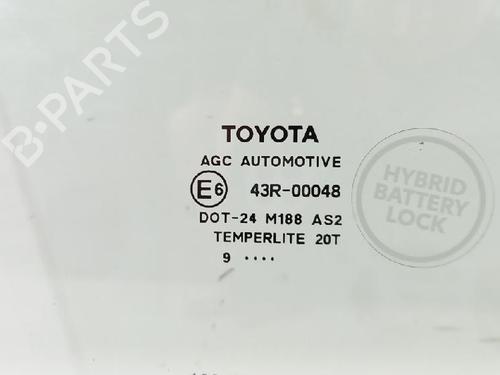 B-PARTS
TOYOTA
AGC AUTOMOTIVE
E6 43R-00048
DOT-24 M188 AS2
TEMPERLITE 20T
9 ••••
HYBRID
BATTERY
LOCK